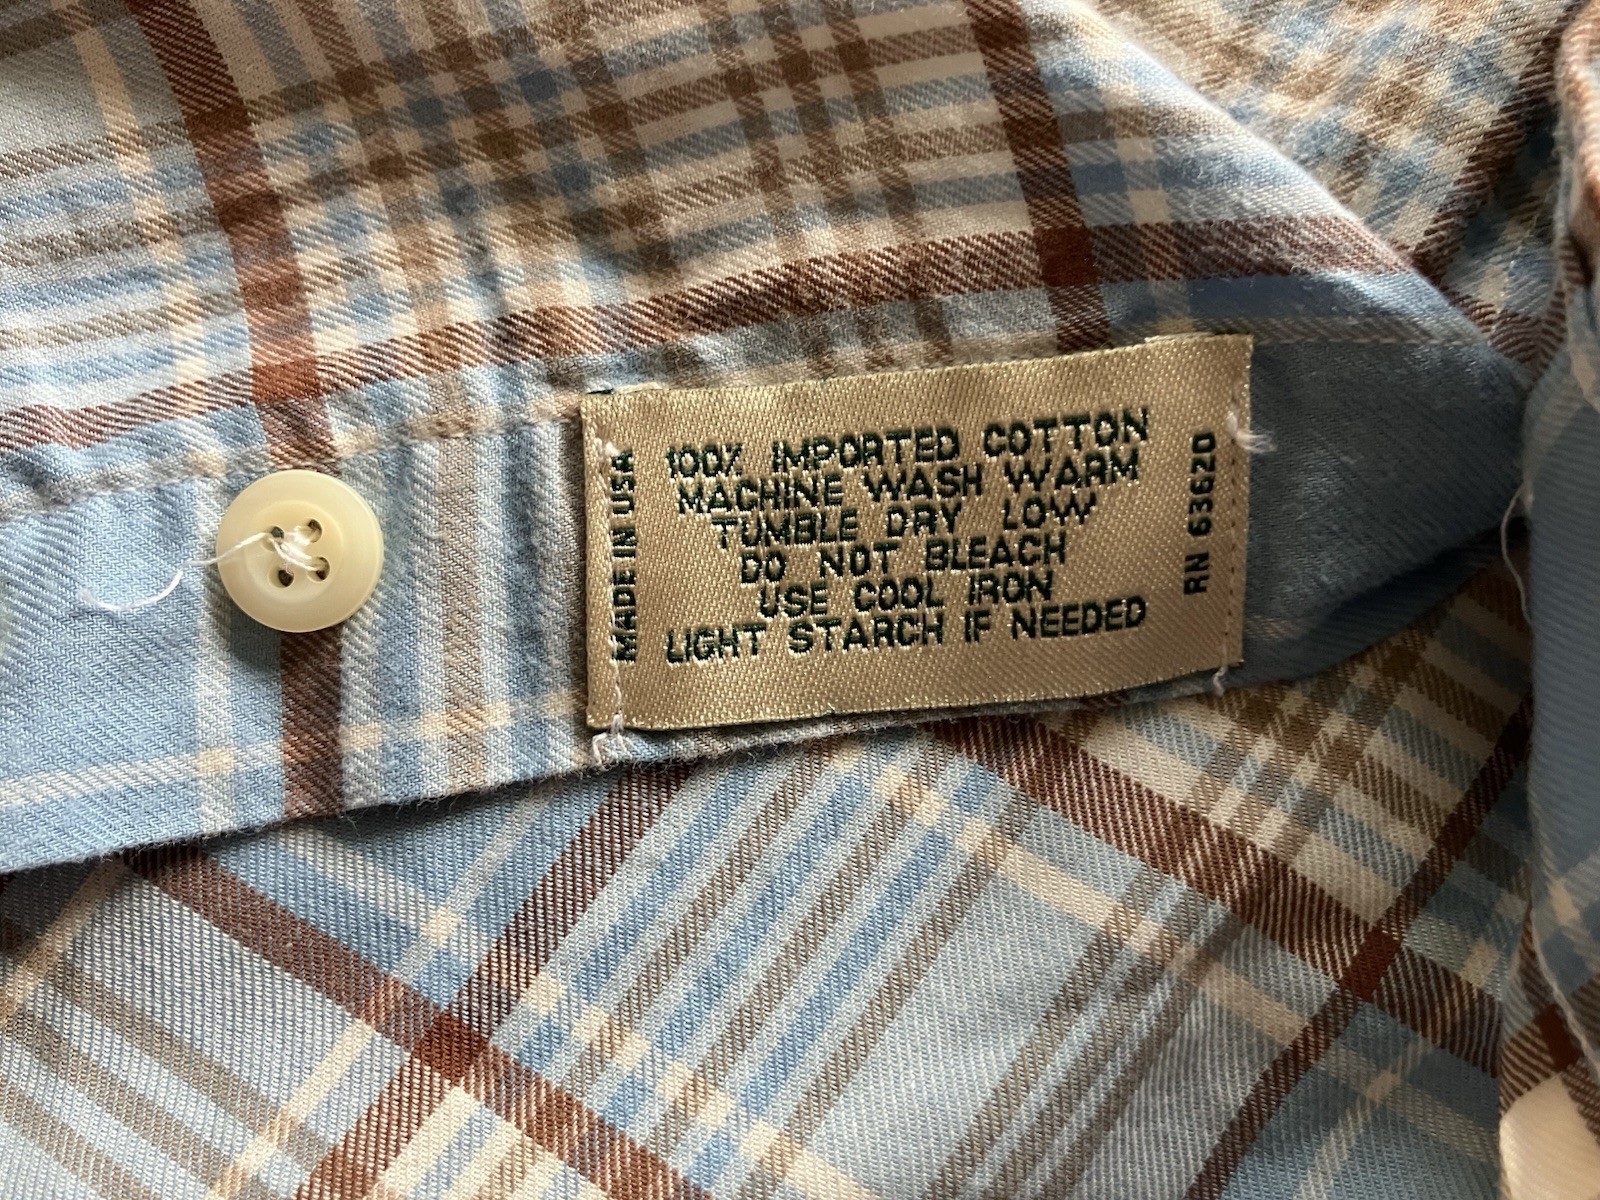 MADE IN USA
100% IMPORTED COTTON
MACHINE WASH WARM
TUMBLE DRY LOW
DO NOT BLEACH
USE COOL IRON
LIGHT STARCH IF NEEDED
RN 63620